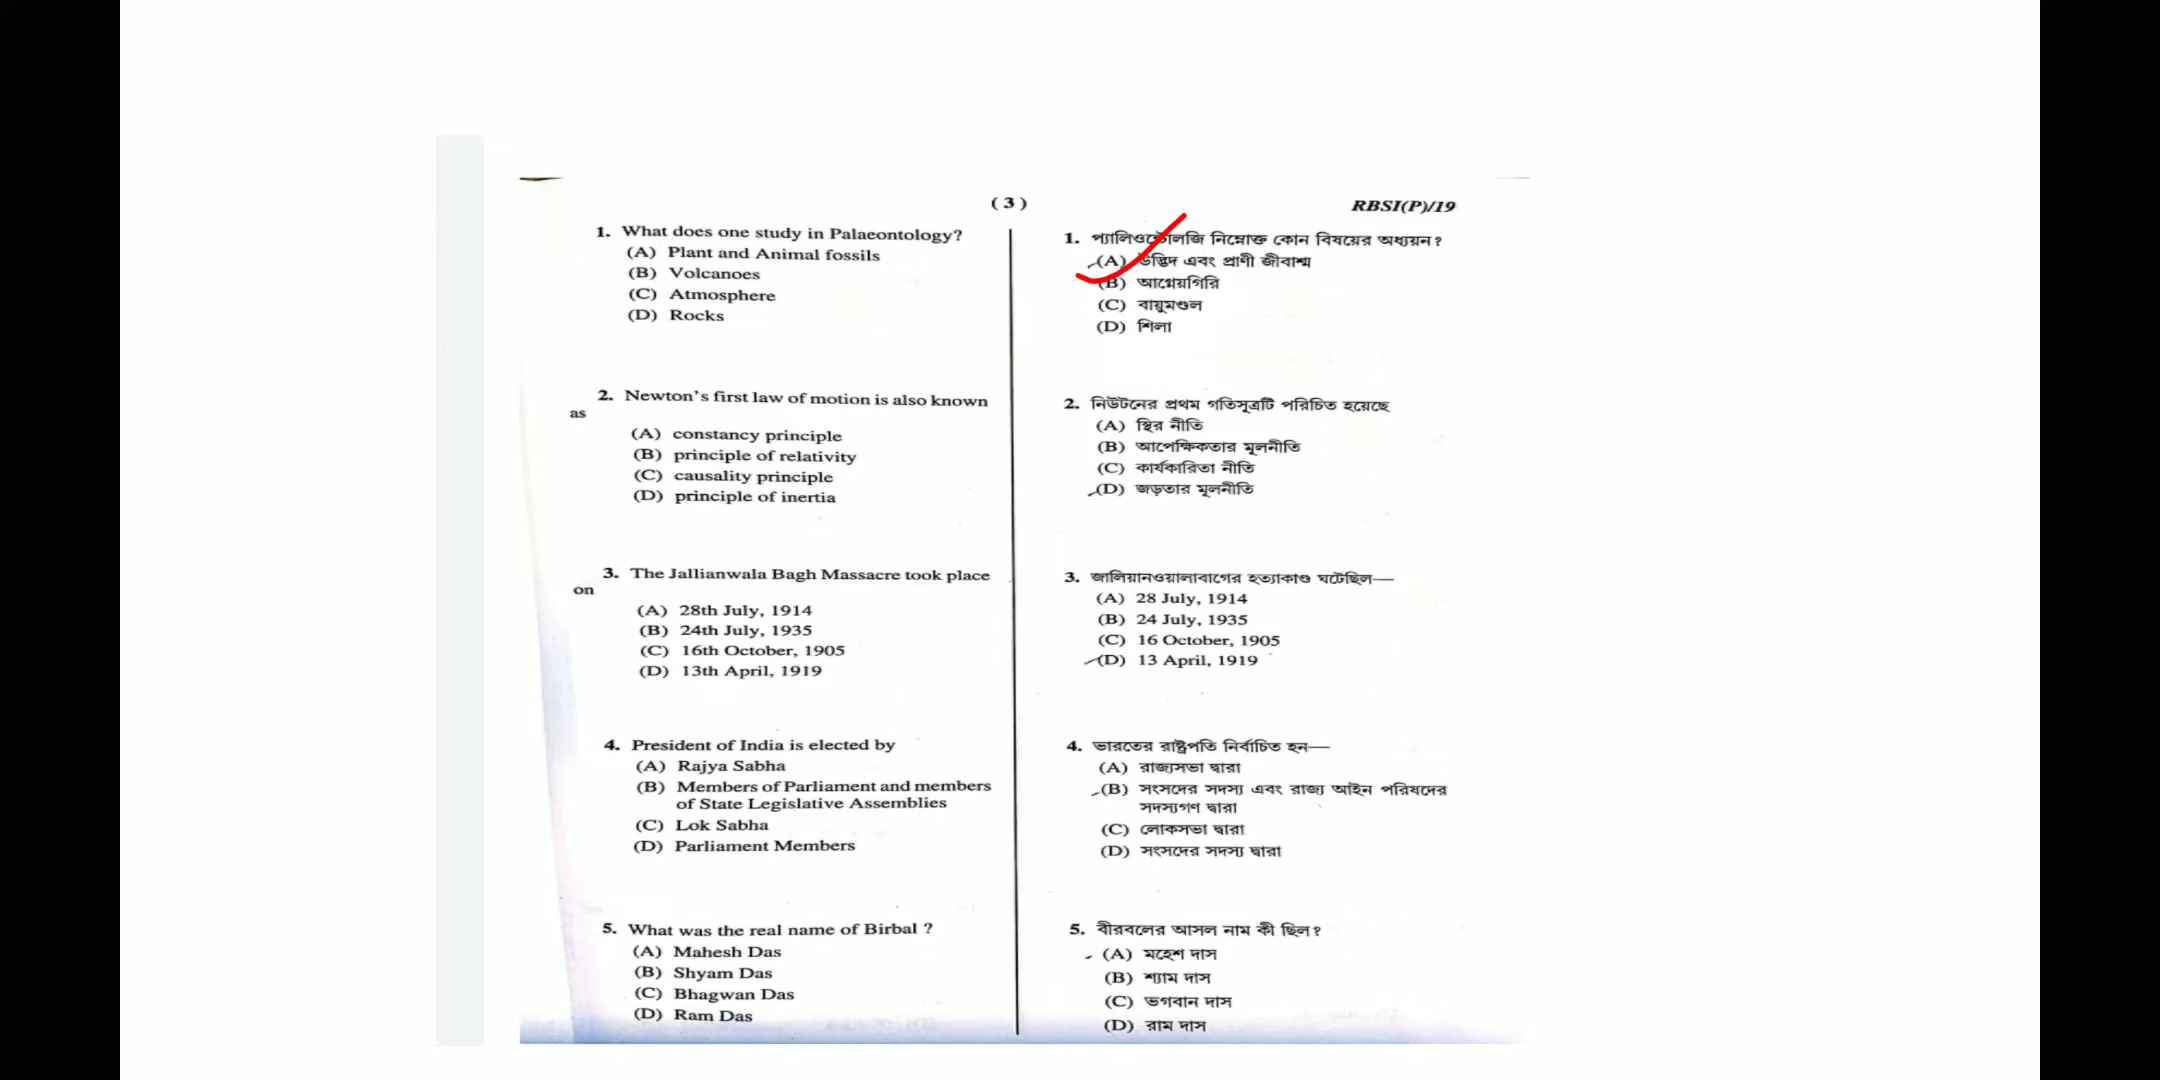 (3)
RBSI(P)/19
1. What does one study in Palaeontology?
(A) Plant and Animal fossils
(B) Volcanoes
(C) Atmosphere
(D) Rocks
2. Newton's first law of motion is also known
as
(A) constancy principle
(B) principle of relativity
(C) causality principle
(D) principle of inertia
3. The Jallianwala Bagh Massacre took place
on
(A) 28th July, 1914
(B) 24th July, 1935
(C) 16th October, 1905
(D) 13th April, 1919
4. President of India is elected by
(A) Rajya Sabha
(B) Members of Parliament and members
of State Legislative Assemblies
(C) Lok Sabha
(D) Parliament Members
5. What was the real name of Birbal ?
(A) Mahesh Das
(B) Shyam Das
(C) Bhagwan Das
(D) Ram Das
1. প্যালিওন্টোলজি নিম্নোক্ত কোন বিষয়ের অধ্যয়ন?
(A) উদ্ভিদ এবং প্রাণী জীবাশ্ম
(B) আগ্নেয়গিরি
(C) বায়ুমণ্ডল
(D) শিলা
2. নিউটনের প্রথম গতিসূত্রটি পরিচিত হয়েছে
(A) স্থির নীতি
(B) আপেক্ষিকতার মূলনীতি
(C) কার্যকারিতা নীতি
(D) জড়তার মূলনীতি
3. জালিয়ানওয়ালাবাগের হত্যাকাণ্ড ঘটেছিল—
(A) 28 July, 1914
(B) 24 July, 1935
(C) 16 October, 1905
(D) 13 April, 1919
4. ভারতের রাষ্ট্রপতি নির্বাচিত হন—
(A) রাজ্যসভা দ্বারা
(B) সংসদের সদস্য এবং রাজ্য আইন পরিষদের
সদস্যগণ দ্বারা
(C) লোকসভা দ্বারা
(D) সংসদের সদস্য দ্বারা
5. বীরবলের আসল নাম কী ছিল?
(A) মহেশ দাস
(B) শ্যাম দাস
(C) ভগবান দাস
(D) রাম দাস